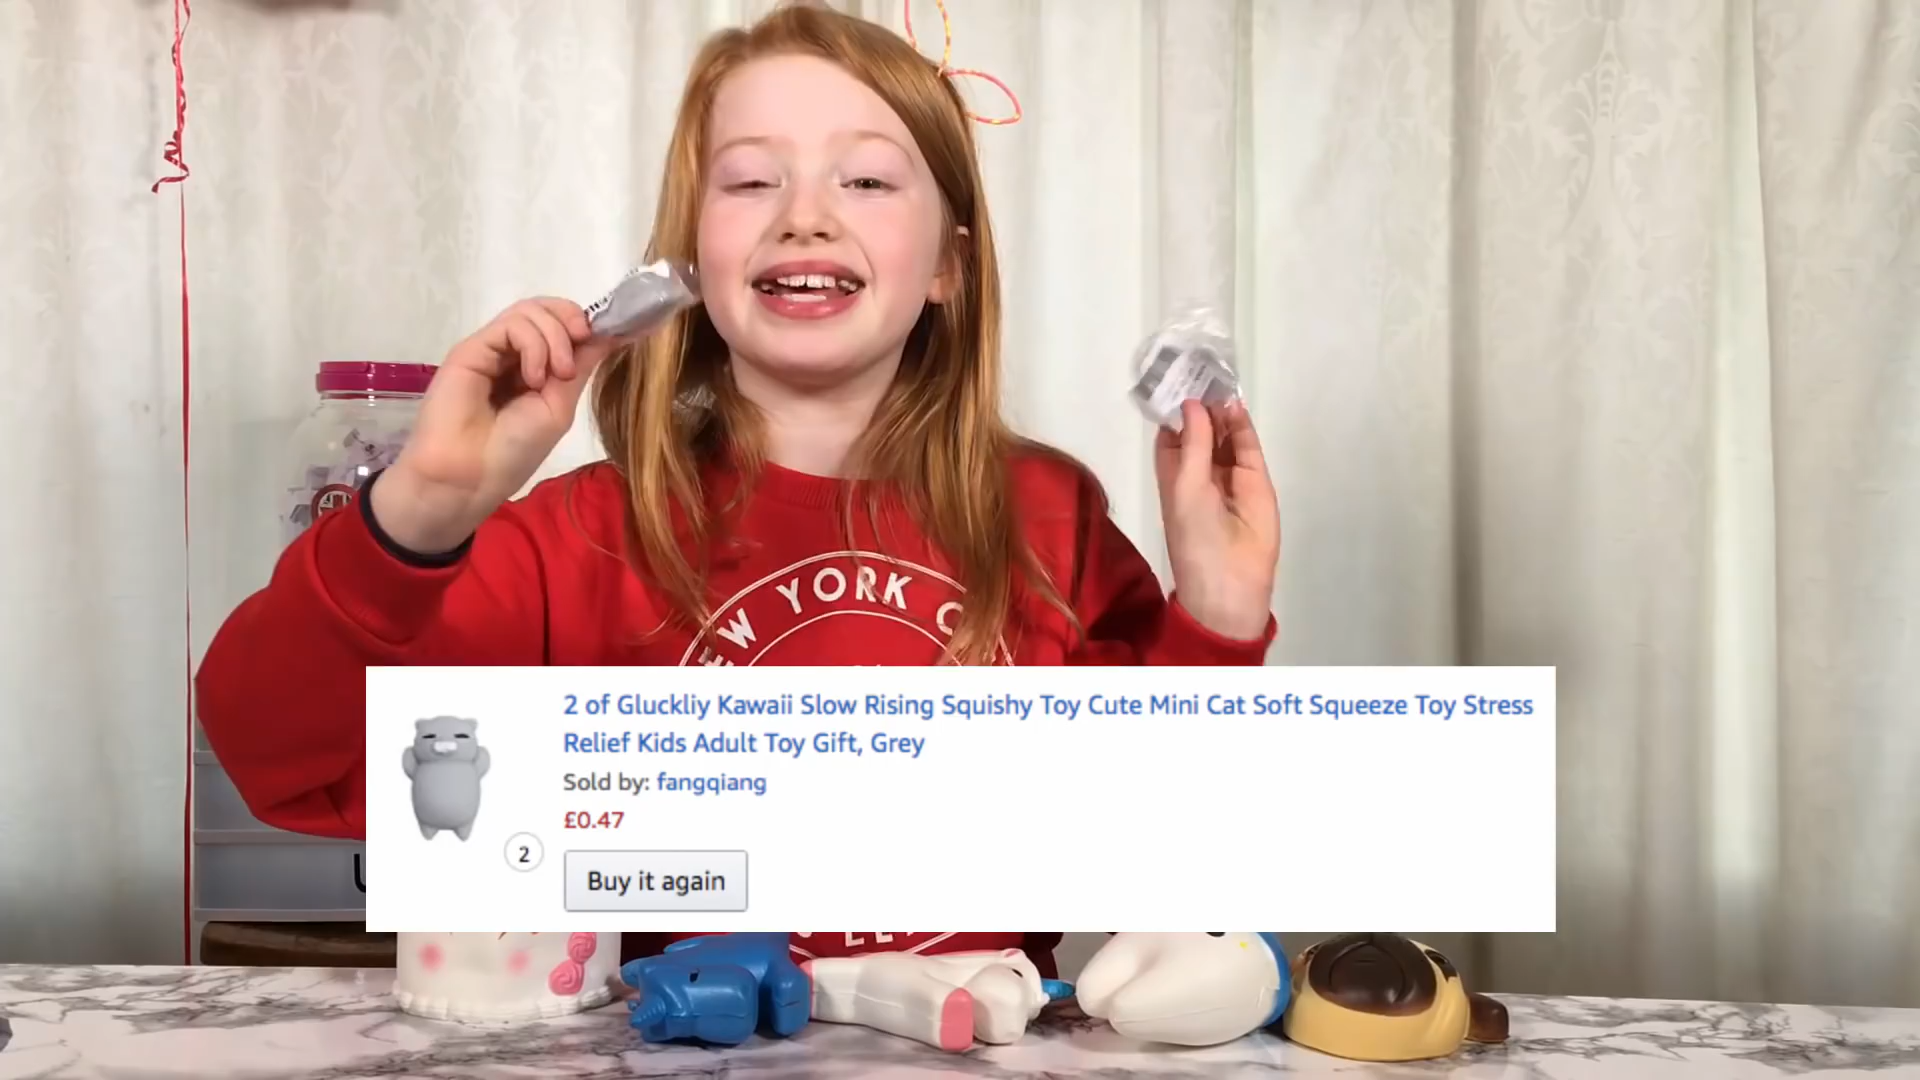 EW YORK C
2 of Gluckliy Kawaii Slow Rising Squishy Toy Cute Mini Cat Soft Squeeze Toy Stress
Relief Kids Adult Toy Gift, Grey
Sold by: fangqiang
£0.47
2
Buy it again